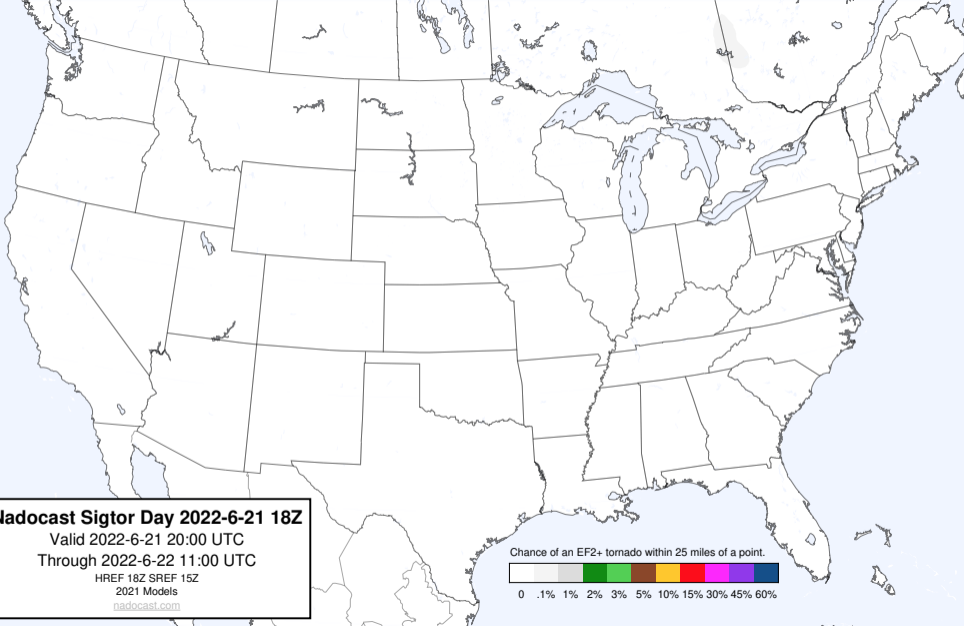 Nadocast Sigtor Day 2022-6-21 18Z
Valid 2022-6-21 20:00 UTC
Through 2022-6-22 11:00 UTC
HREF 18Z SREF 15Z
2021 Models
nadocast.com
Chance of an EF2+ tornado within 25 miles of a point.
0 .1% 1% 2% 3% 5% 10% 15% 30% 45% 60%